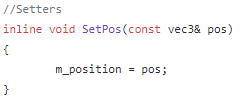 //Setters
inline void SetPos(const vec3& pos)
{
        m_position = pos;
}